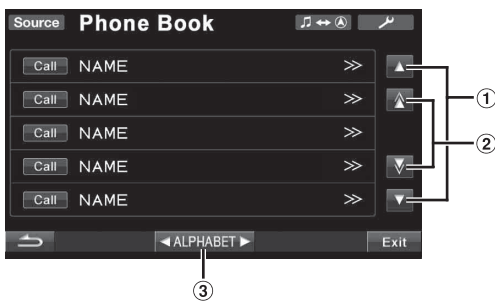 Source Phone Book
Call NAME >>
Call NAME >>
Call NAME >>
Call NAME >>
Call NAME >>
① 
②
◄ ALPHABET ► Exit
③